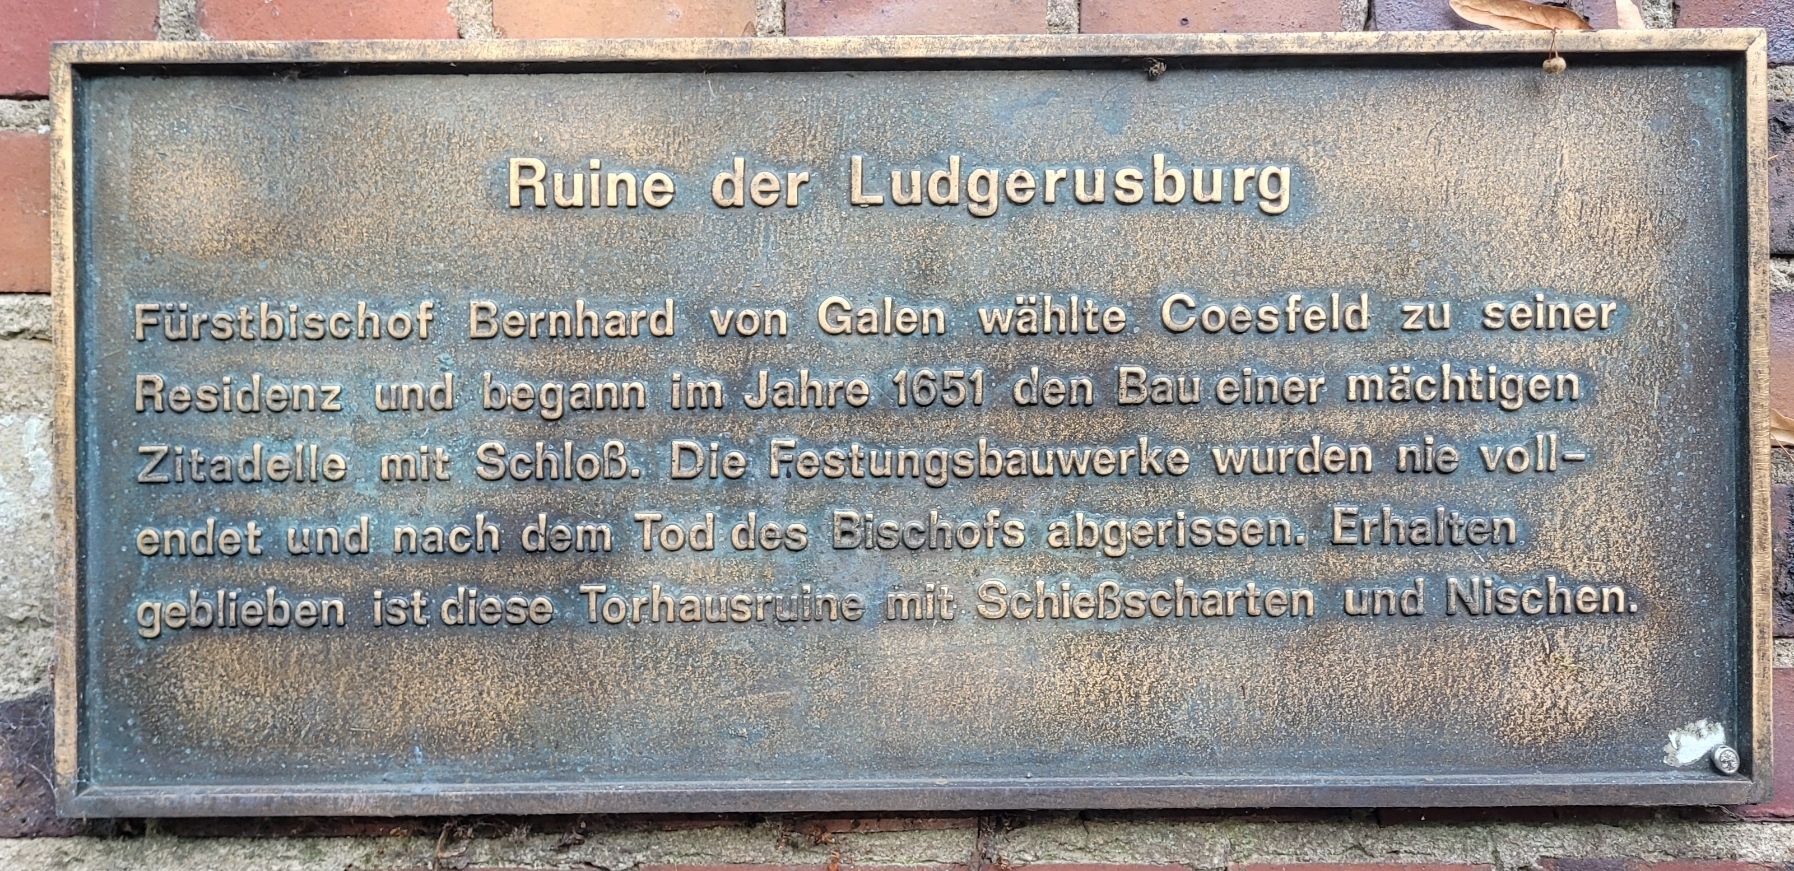 Ruine der Ludgerusburg
Fürstbischof Bernhard von Galen wählte Coesfeld zu seiner
Residenz und begann im Jahre 1651 den Bau einer mächtigen
Zitadelle mit Schloß. Die Festungsbauwerke wurden nie voll-
endet und nach dem Tod des Bischofs abgerissen. Erhalten
geblieben ist diese Torhausruine mit Schießscharten und Nischen.